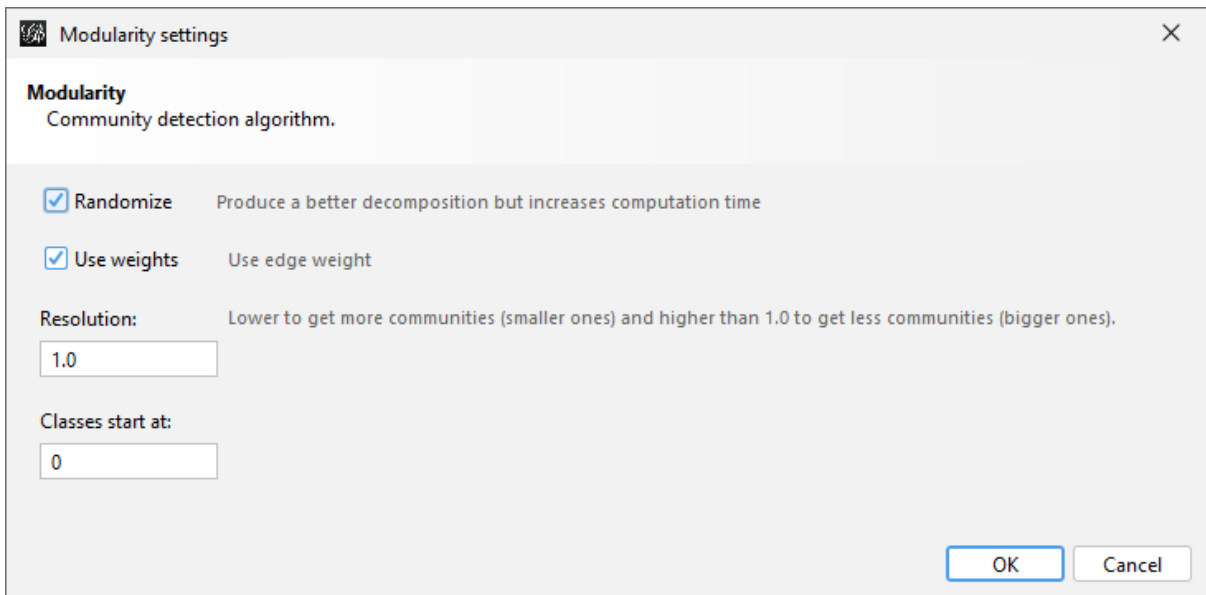 Modularity settings
Modularity
Community detection algorithm.
Randomize Produce a better decomposition but increases computation time
Use weights Use edge weight
Resolution: Lower to get more communities (smaller ones) and higher than 1.0 to get less communities (bigger ones).
1.0
Classes start at:
0
OK Cancel